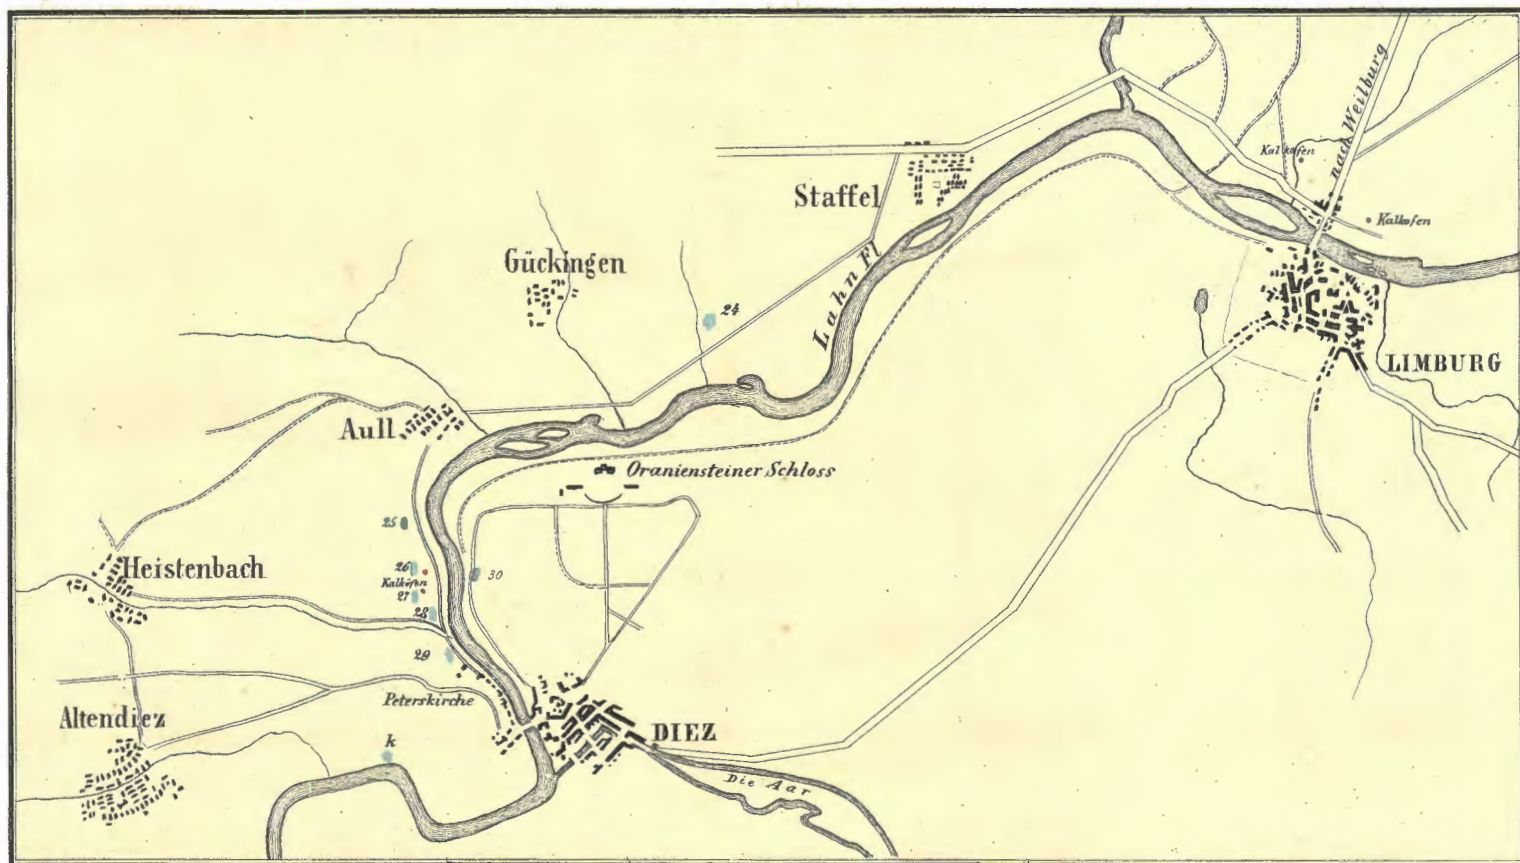 nach Weilburg
Kalkofen
Kalkofen
Staffel
Gückingen
Lahn Fl
24
LIMBURG
Aull
Oraniensteiner Schloss
25
Heistenbach
26
Kalköfen
27
30
28
29
Peterskirche
Altendiez
DIEZ
k
Die Aar